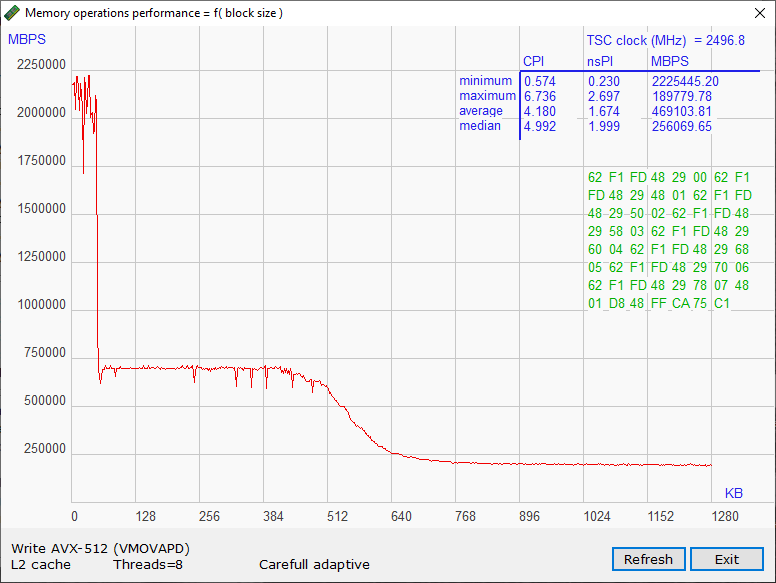 Memory operations performance = f( block size )
MBPS
TSC clock (MHz) = 2496.8
CPI nsPI MBPS
minimum 0.574 0.230 2225445.20
maximum 6.736 2.697 189779.78
average 4.180 1.674 469103.81
median 4.992 1.999 256069.65
2250000
2000000
1750000
1500000
1250000
1000000
750000
500000
250000
62 F1 FD 48 29 00 62 F1
FD 48 29 48 01 62 F1 FD
48 29 50 02 62 F1 FD 48
29 58 03 62 F1 FD 48 29
60 04 62 F1 FD 48 29 68
05 62 F1 FD 48 29 70 06
62 F1 FD 48 29 78 07 48
01 D8 48 FF CA 75 C1
KB
0 128 256 384 512 640 768 896 1024 1152 1280
Write AVX-512 (VMOVAPD)
L2 cache Threads=8 Carefull adaptive
Refresh Exit